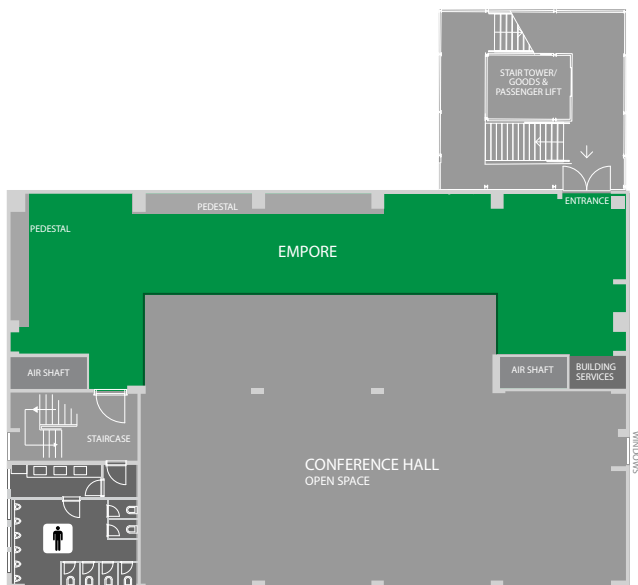 STAIR TOWER/
GOODS &
PASSENGER LIFT
ENTRANCE
PEDESTAL
PEDESTAL
EMPORE
AIR SHAFT
AIR SHAFT
BUILDING
SERVICES
STAIRCASE
WINDOWS
CONFERENCE HALL
OPEN SPACE